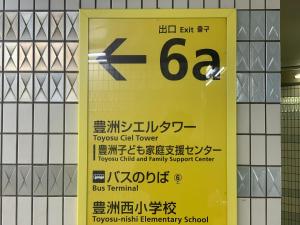 出口 Exit 출구
← 6a
豊洲シエルタワー
Toyosu Ciel Tower
豊洲子ども家庭支援センター
Toyosu Child and Family Support Center
バスのりば ⑥
Bus Terminal
豊洲西小学校
Toyosu-nishi Elementary School